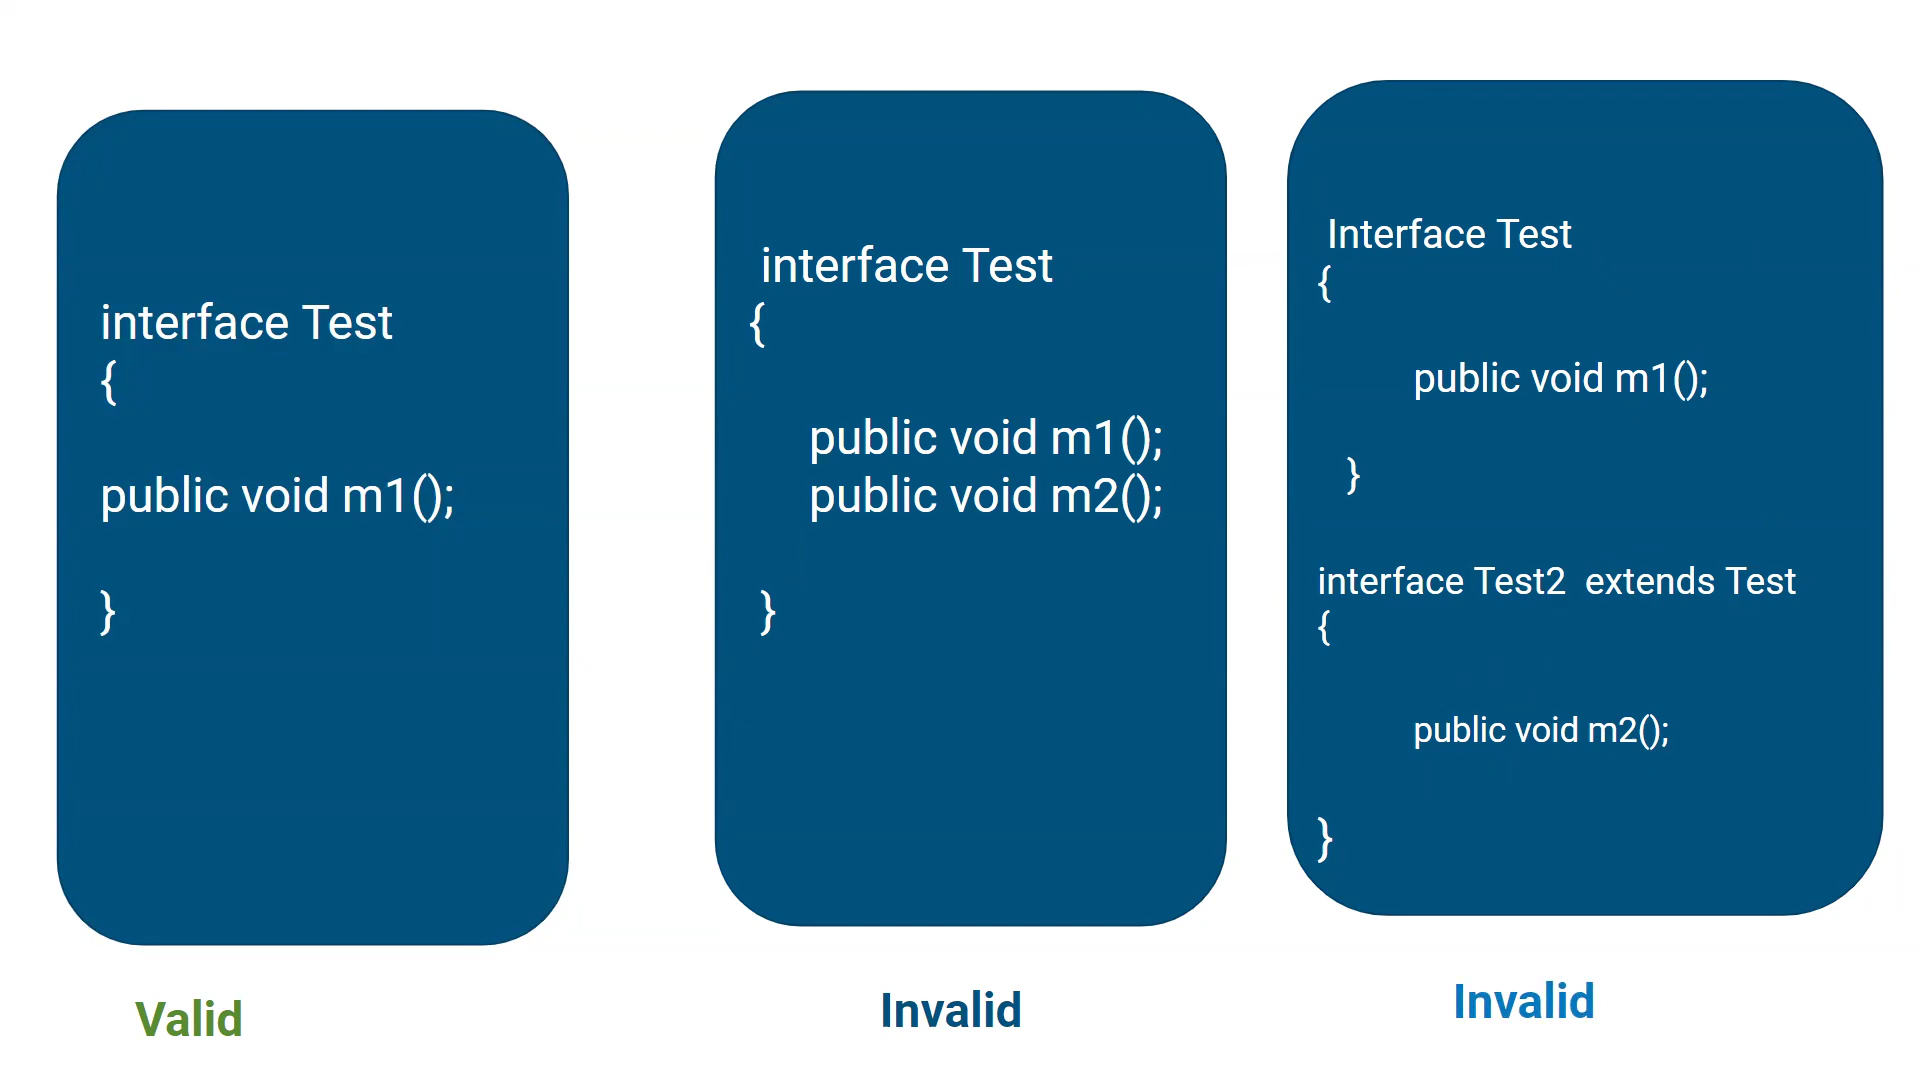 interface Test
{
public void m1();
}
Valid
interface Test
{
public void m1();
public void m2();
}
Invalid
Interface Test
{
public void m1();
}
interface Test2  extends Test
{
public void m2();
}
Invalid